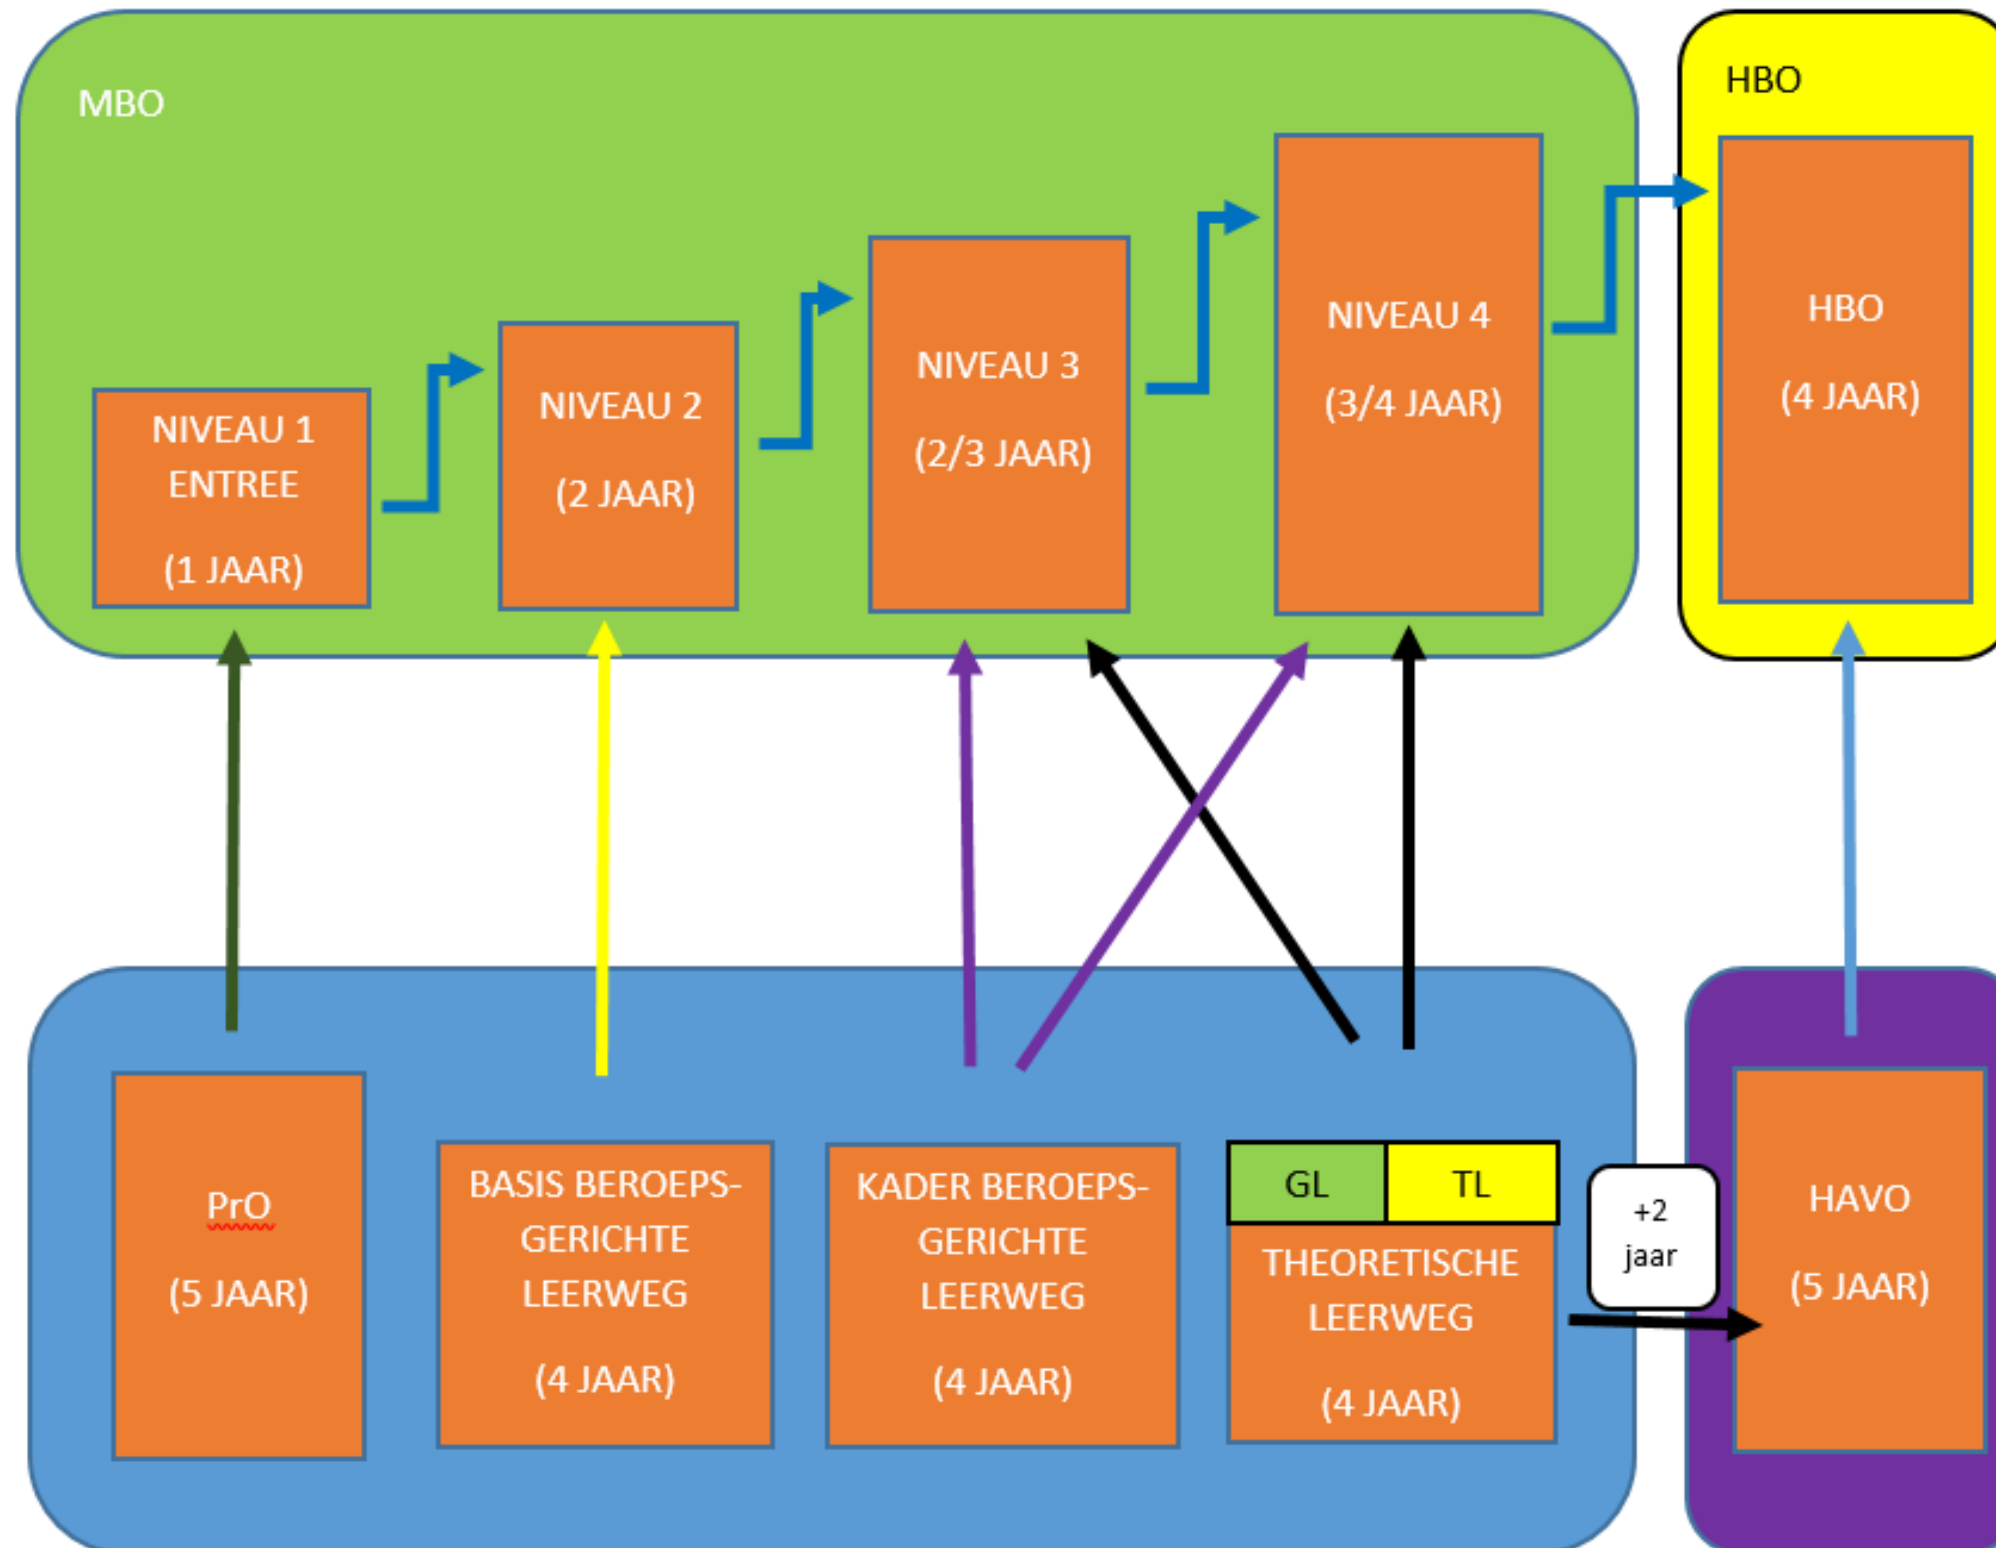 MBO
NIVEAU 1
ENTREE
(1 JAAR)
NIVEAU 2
(2 JAAR)
NIVEAU 3
(2/3 JAAR)
NIVEAU 4
(3/4 JAAR)
HBO
HBO
(4 JAAR)
PrO
(5 JAAR)
BASIS BEROEPS-
GERICHTE
LEERWEG
(4 JAAR)
KADER BEROEPS-
GERICHTE
LEERWEG
(4 JAAR)
GL
TL
THEORETISCHE
LEERWEG
(4 JAAR)
+2
jaar
HAVO
(5 JAAR)